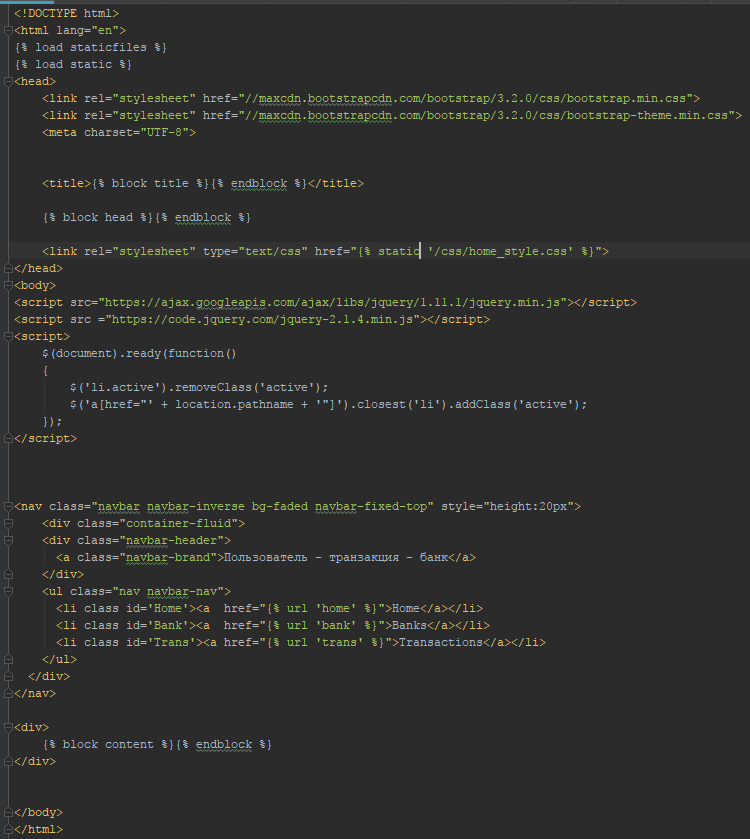 <!DOCTYPE html>
<html lang="en">
{% load staticfiles %}
{% load static %}
<head>
    <link rel="stylesheet" href="//maxcdn.bootstrapcdn.com/bootstrap/3.2.0/css/bootstrap.min.css">
    <link rel="stylesheet" href="//maxcdn.bootstrapcdn.com/bootstrap/3.2.0/css/bootstrap-theme.min.css">
    <meta charset="UTF-8">
    <title>{% block title %}{% endblock %}</title>
    {% block head %}{% endblock %}
    <link rel="stylesheet" type="text/css" href="{% static '/css/home_style.css' %}">
</head>
<body>
<script src="https://ajax.googleapis.com/ajax/libs/jquery/1.11.1/jquery.min.js"></script>
<script src ="https://code.jquery.com/jquery-2.1.4.min.js"></script>
<script>
    $(document).ready(function()
    {
        $('li.active').removeClass('active');
        $('a[href="' + location.pathname + '"]').closest('li').addClass('active');
    });
</script>
<nav class="navbar navbar-inverse bg-faded navbar-fixed-top" style="height:20px">
    <div class="container-fluid">
    <div class="navbar-header">
      <a class="navbar-brand">Пользователь - транзакция - банк</a>
    </div>
    <ul class="nav navbar-nav">
      <li class id='Home'><a  href="{% url 'home' %}">Home</a></li>
      <li class id='Bank'><a  href="{% url 'bank' %}">Banks</a></li>
      <li class id='Trans'><a href="{% url 'trans' %}">Transactions</a></li>
    </ul>
  </div>
</nav>
<div>
    {% block content %}{% endblock %}
</div>
</body>
</html>